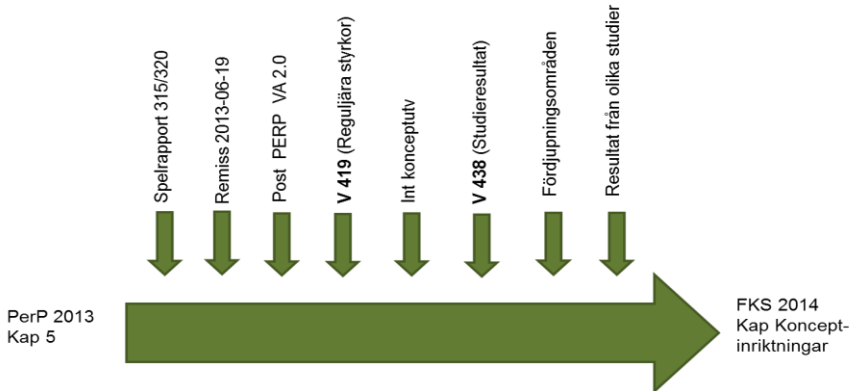 Spelrapport 315/320
Remiss 2013-06-19
Post PERP VA 2.0
V 419 (Reguljära styrkor)
Int konceptutv
V 438 (Studieresultat)
Fördjupningsområden
Resultat från olika studier
PerP 2013
Kap 5
FKS 2014
Kap Koncept-
inriktningar